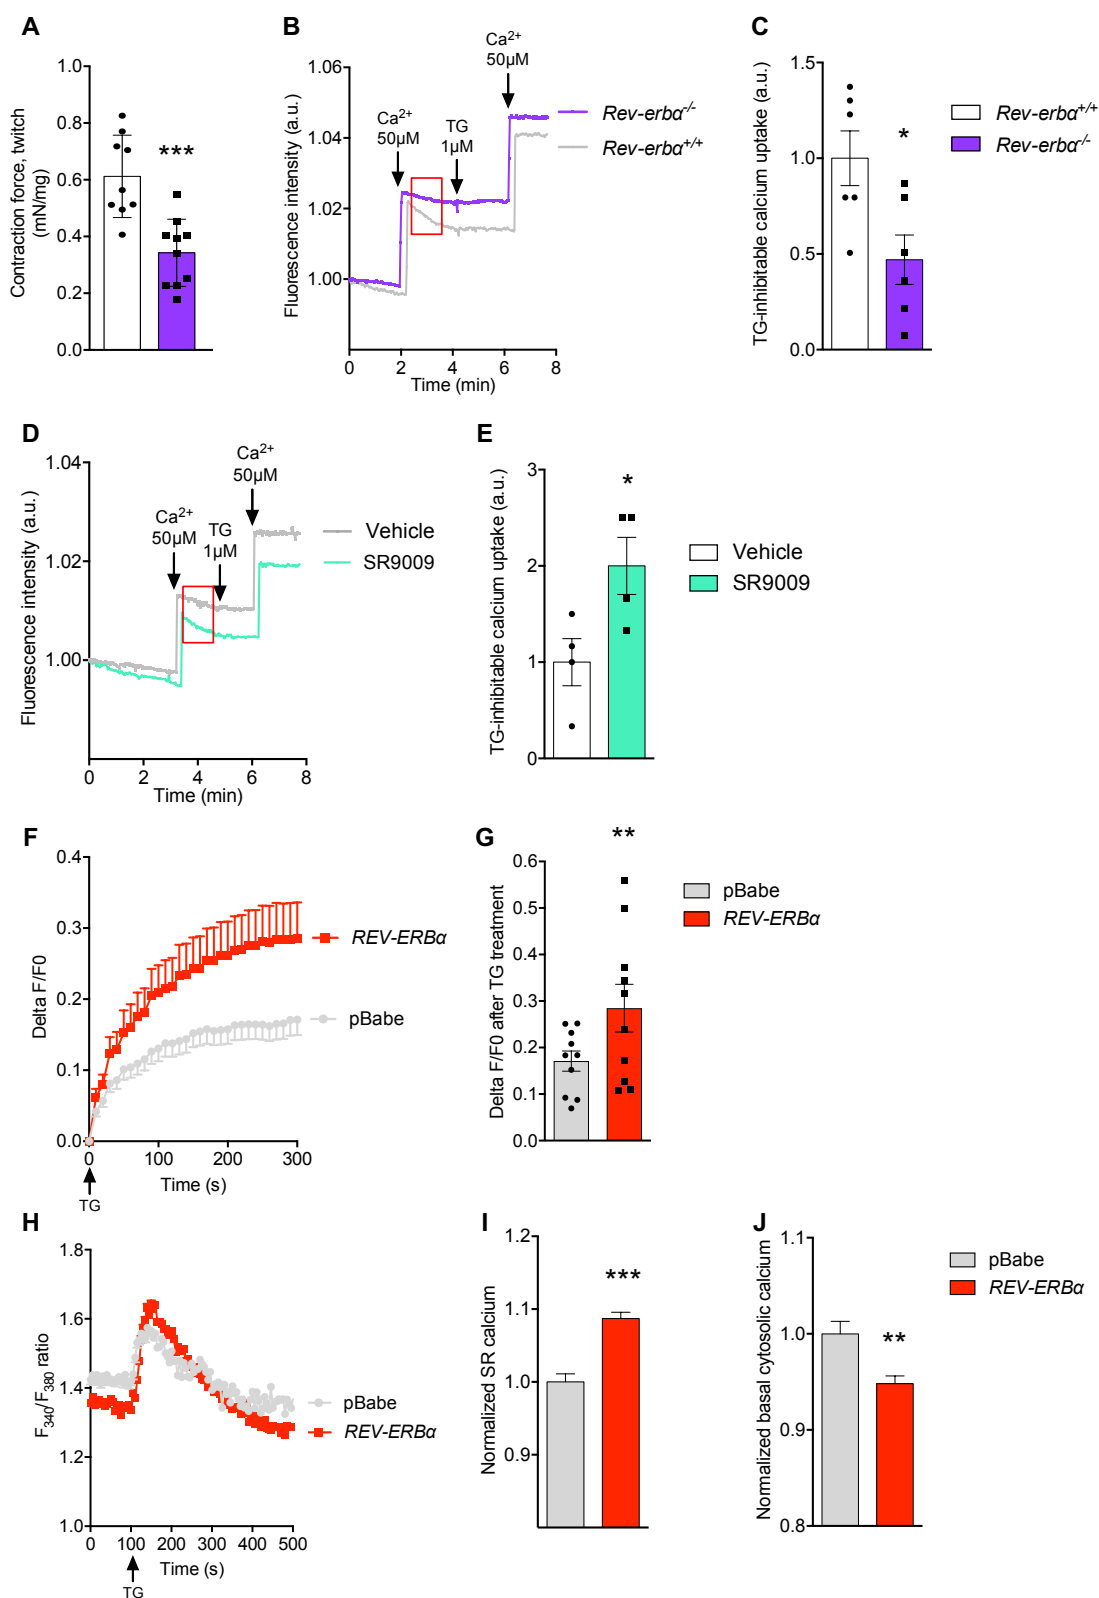 A
Contraction force, twitch
(mN/mg)
1.0
0.8
0.6
0.4
0.2
0.0
***
B
Fluorescence intensity (a.u.)
1.06
1.04
1.02
1.00
0
2
4
6
8
Time (min)
Ca2+
50µM
TG
1µM
Ca2+
50µM
Rev-erbα-/-
Rev-erbα+/+
C
TG-inhibitable calcium uptake (a.u.)
1.5
1.0
0.5
0.0
*
Rev-erbα+/+
Rev-erbα-/-
D
Fluorescence intensity (a.u.)
1.04
1.02
1.00
0
2
4
6
8
Time (min)
Ca2+
50µM
TG
1µM
Ca2+
50µM
Vehicle
SR9009
E
TG-inhibitable calcium uptake (a.u.)
3
2
1
0
*
Vehicle
SR9009
F
Delta F/F0
0.4
0.3
0.2
0.1
0.0
0
100
200
300
Time (s)
TG
REV-ERBα
pBabe
G
Delta F/F0 after TG treatment
0.6
0.5
0.4
0.3
0.2
0.1
0.0
**
pBabe
REV-ERBα
H
F340/F380 ratio
1.8
1.6
1.4
1.2
1.0
0
100
200
300
400
500
Time (s)
TG
pBabe
REV-ERBα
I
Normalized SR calcium
1.2
1.1
1.0
0.9
***
J
Normalized basal cytosolic calcium
1.1
1.0
0.9
0.8
**
pBabe
REV-ERBα